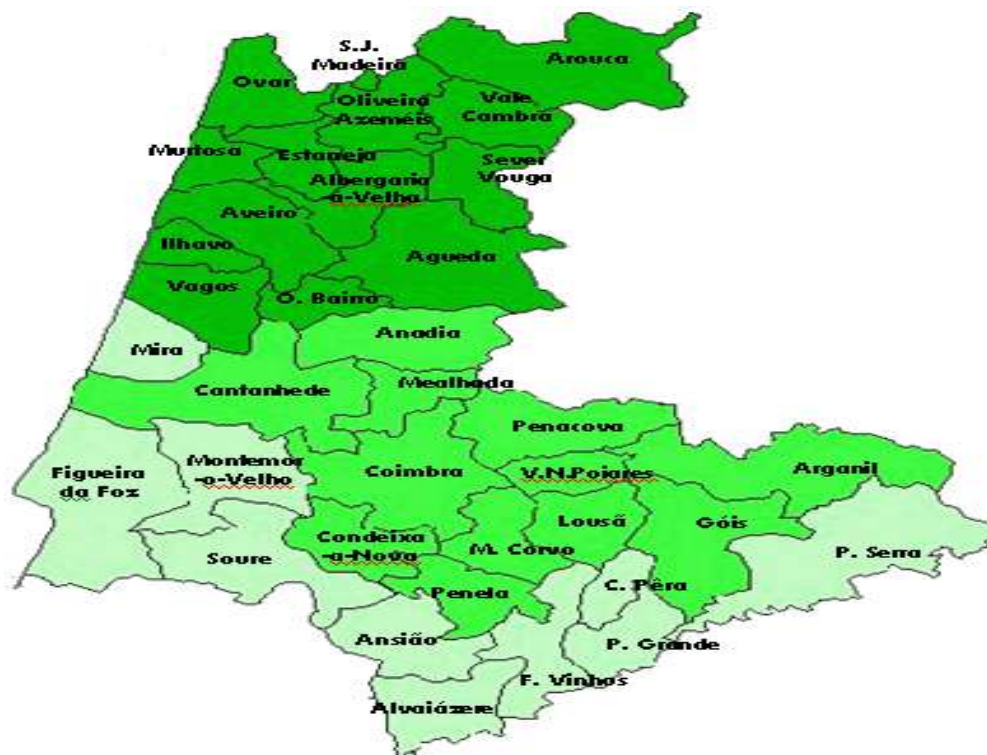 S.J.
Madeira
Arouca
Ovar
Oliveira
Azeméis
Vale
Cambra
Murtosa
Estarreja
Sever
Vouga
Albergaria
-a-Velha
Aveiro
Ilhavo
Agueda
Vagos
O. Bairro
Anadia
Mira
Mealhada
Cantanhede
Penacova
Figueira
da Foz
Montemor
-o-Velho
Coimbra
V.N.Poiares
Arganil
Lousã
Góis
Condeixa
-a-Nova
M. Corvo
Soure
P. Serra
C. Pêra
Penela
Ansião
P. Grande
F. Vinhos
Alvaiázere